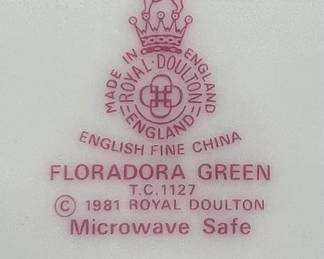 MADE IN ENGLAND
ROYAL·DOULTON
ENGLAND
ENGLISH FINE CHINA
FLORADORA GREEN
T.C.1127
© 1981 ROYAL DOULTON
Microwave Safe